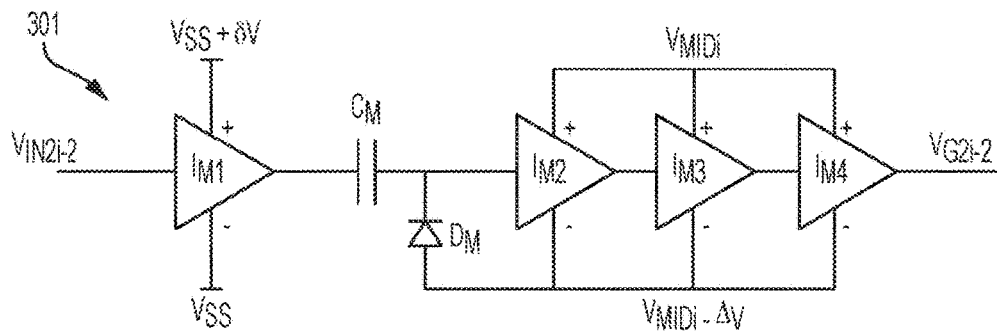 301
VSS + δV
VMIDi
CM
+
+
+
+
VIN2i-2
IM1
IM2
IM3
IM4
VG2i-2
-
-
-
-
DM
VSS
VMIDi - ΔV